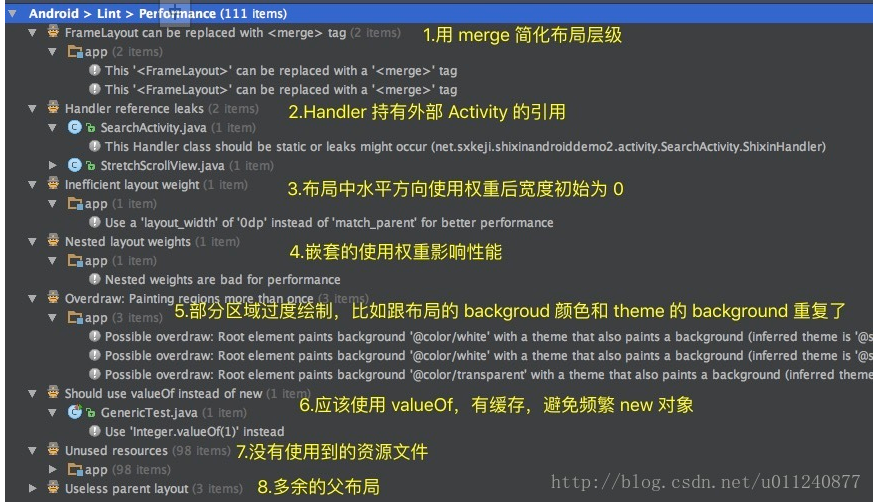 Android > Lint > Performance (111 items)
FrameLayout can be replaced with <merge> tag (2 items) 1.用 merge 简化布局层级
app (2 items)
This '<FrameLayout>' can be replaced with a '<merge>' tag
This '<FrameLayout>' can be replaced with a '<merge>' tag
Handler reference leaks (2 items) 2.Handler 持有外部 Activity 的引用
SearchActivity.java (1 item)
This Handler class should be static or leaks might occur (net.sxkeji.shixinandroiddemo2.activity.SearchActivity.ShixinHandler)
StretchScrollView.java (1 item)
Inefficient layout weight (1 item) 3.布局中水平方向使用权重后宽度初始为 0
app (1 item)
Use a 'layout_width' of '0dp' instead of 'match_parent' for better performance
Nested layout weights (1 item)
4.嵌套的使用权重影响性能
app (1 item)
Nested weights are bad for performance
Overdraw: Painting regions more than once (3 items)
app (3 items) 5.部分区域过度绘制，比如跟布局的 backgroud 颜色和 theme 的 background 重复了
Possible overdraw: Root element paints background '@color/white' with a theme that also paints a background (inferred theme is '@s
Possible overdraw: Root element paints background '@color/white' with a theme that also paints a background (inferred theme is '@s
Possible overdraw: Root element paints background '@color/transparent' with a theme that also paints a background (inferred theme
Should use valueOf instead of new (1 item)
6.应该使用 valueOf，有缓存，避免频繁 new 对象
GenericTest.java (1 item)
Use 'Integer.valueOf(1)' instead
Unused resources (98 items) 7.没有使用到的资源文件
app (98 items)
Useless parent layout (3 items) 8.多余的父布局
http://blog.csdn.net/u011240877